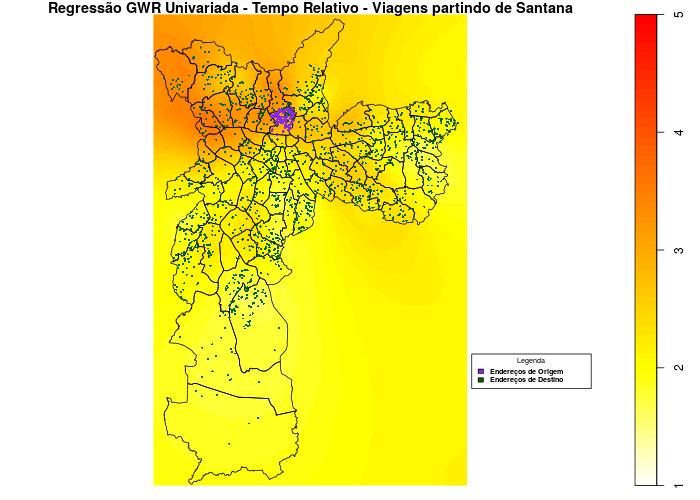 Regressão GWR Univariada - Tempo Relativo - Viagens partindo de Santana
5
4
3
2
1
Legenda
Endereços de Origem
Endereços de Destino